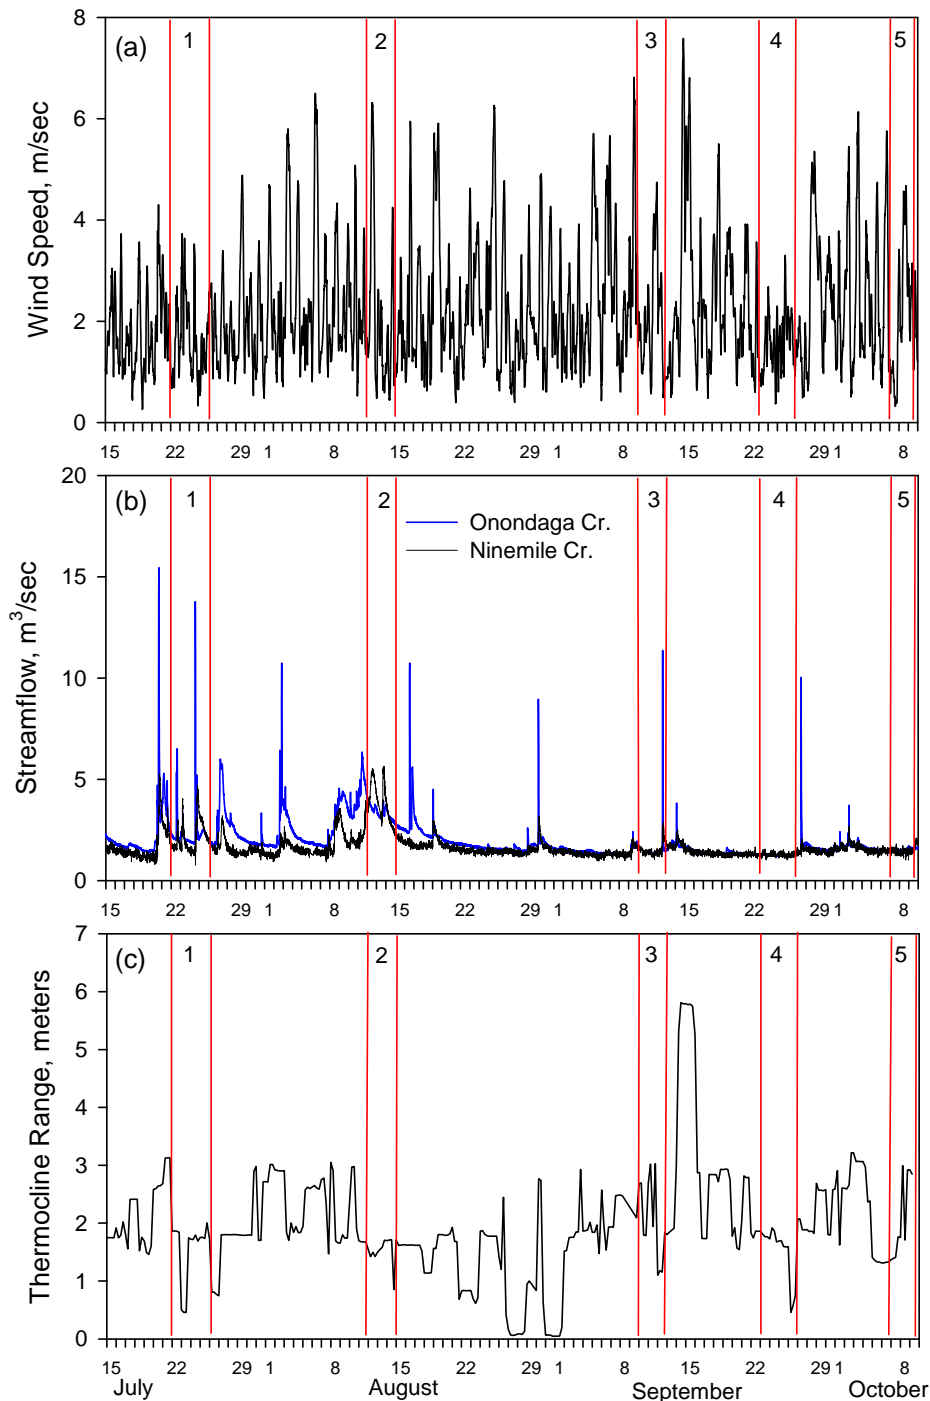 8
(a) 1 2 3 4 5
6
Wind Speed, m/sec
4
2
0
15 22 29 1 8 15 22 29 1 8 15 22 29 1 8
20
(b) 1 2 3 4 5
Onondaga Cr.
Ninemile Cr.
15
Streamflow, m³/sec
10
5
0
15 22 29 1 8 15 22 29 1 8 15 22 29 1 8
7
(c) 1 2 3 4 5
6
5
Thermocline Range, meters
4
3
2
1
0
15 22 29 1 8 15 22 29 1 8 15 22 29 1 8
July August September October